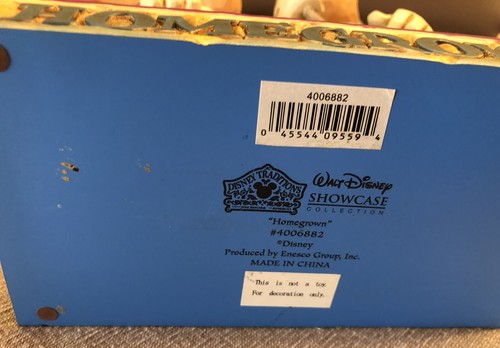 HOMEGROW
4006882
0 45544 09559 4
DISNEY TRADITIONS
Walt Disney
SHOWCASE
COLLECTION
"Homegrown"
#4006882
©Disney
Produced by Enesco Group, Inc.
MADE IN CHINA
This is not a toy
For decoration only.